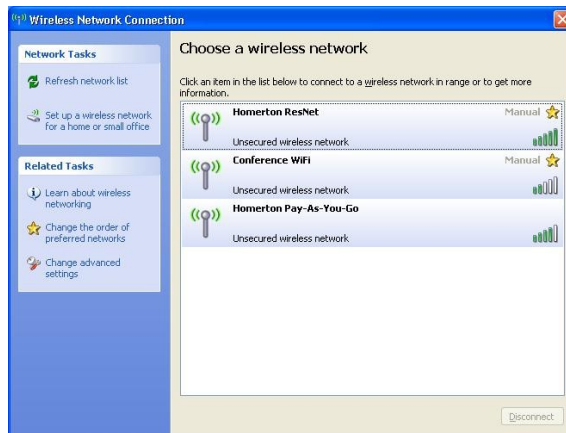 Wireless Network Connection
Network Tasks
Refresh network list
Set up a wireless network
for a home or small office
Related Tasks
Learn about wireless
networking
Change the order of
preferred networks
Change advanced
settings
Choose a wireless network
Click an item in the list below to connect to a wireless network in range or to get more
information.
Homerton ResNet Manual
Unsecured wireless network
Conference WiFi Manual
Unsecured wireless network
Homerton Pay-As-You-Go
Unsecured wireless network
Disconnect